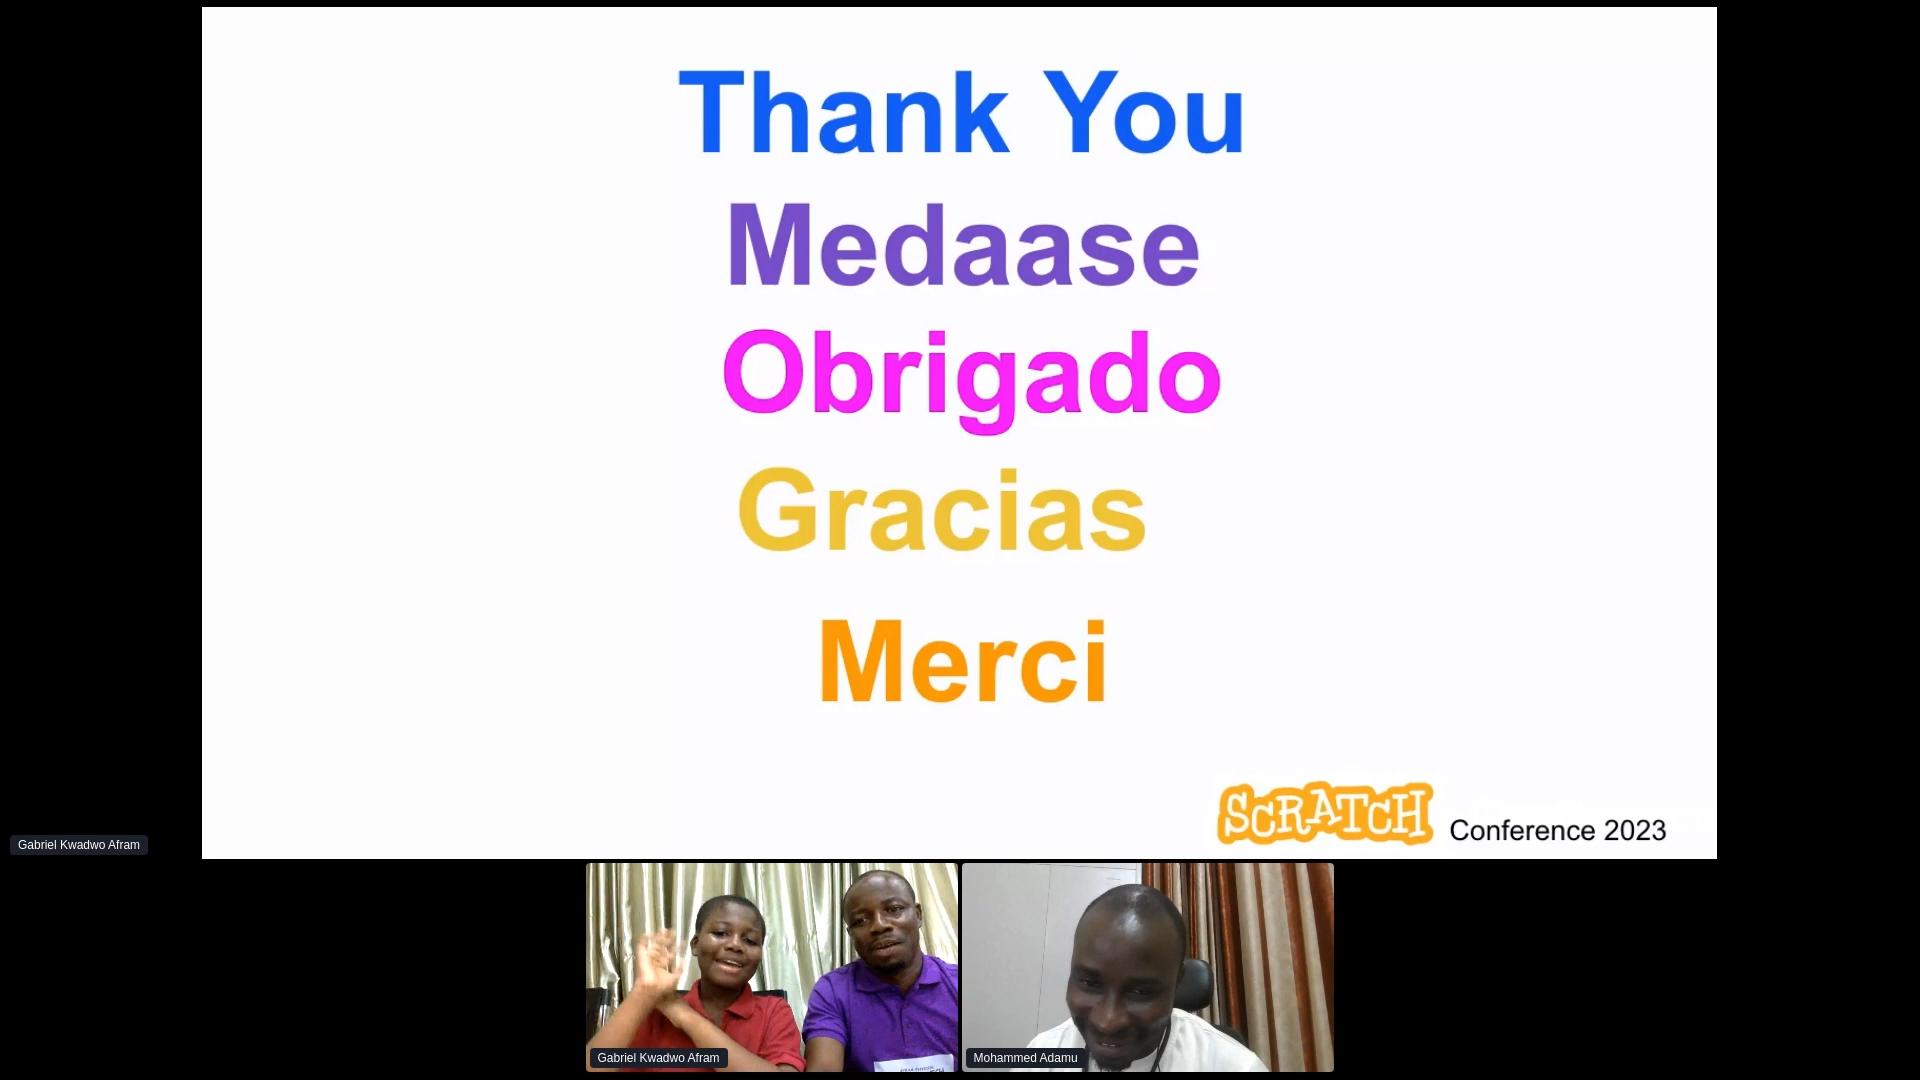 Thank You
Medaase
Obrigado
Gracias
Merci
SCRATCH Conference 2023
Gabriel Kwadwo Afram
Gabriel Kwadwo Afram
Mohammed Adamu